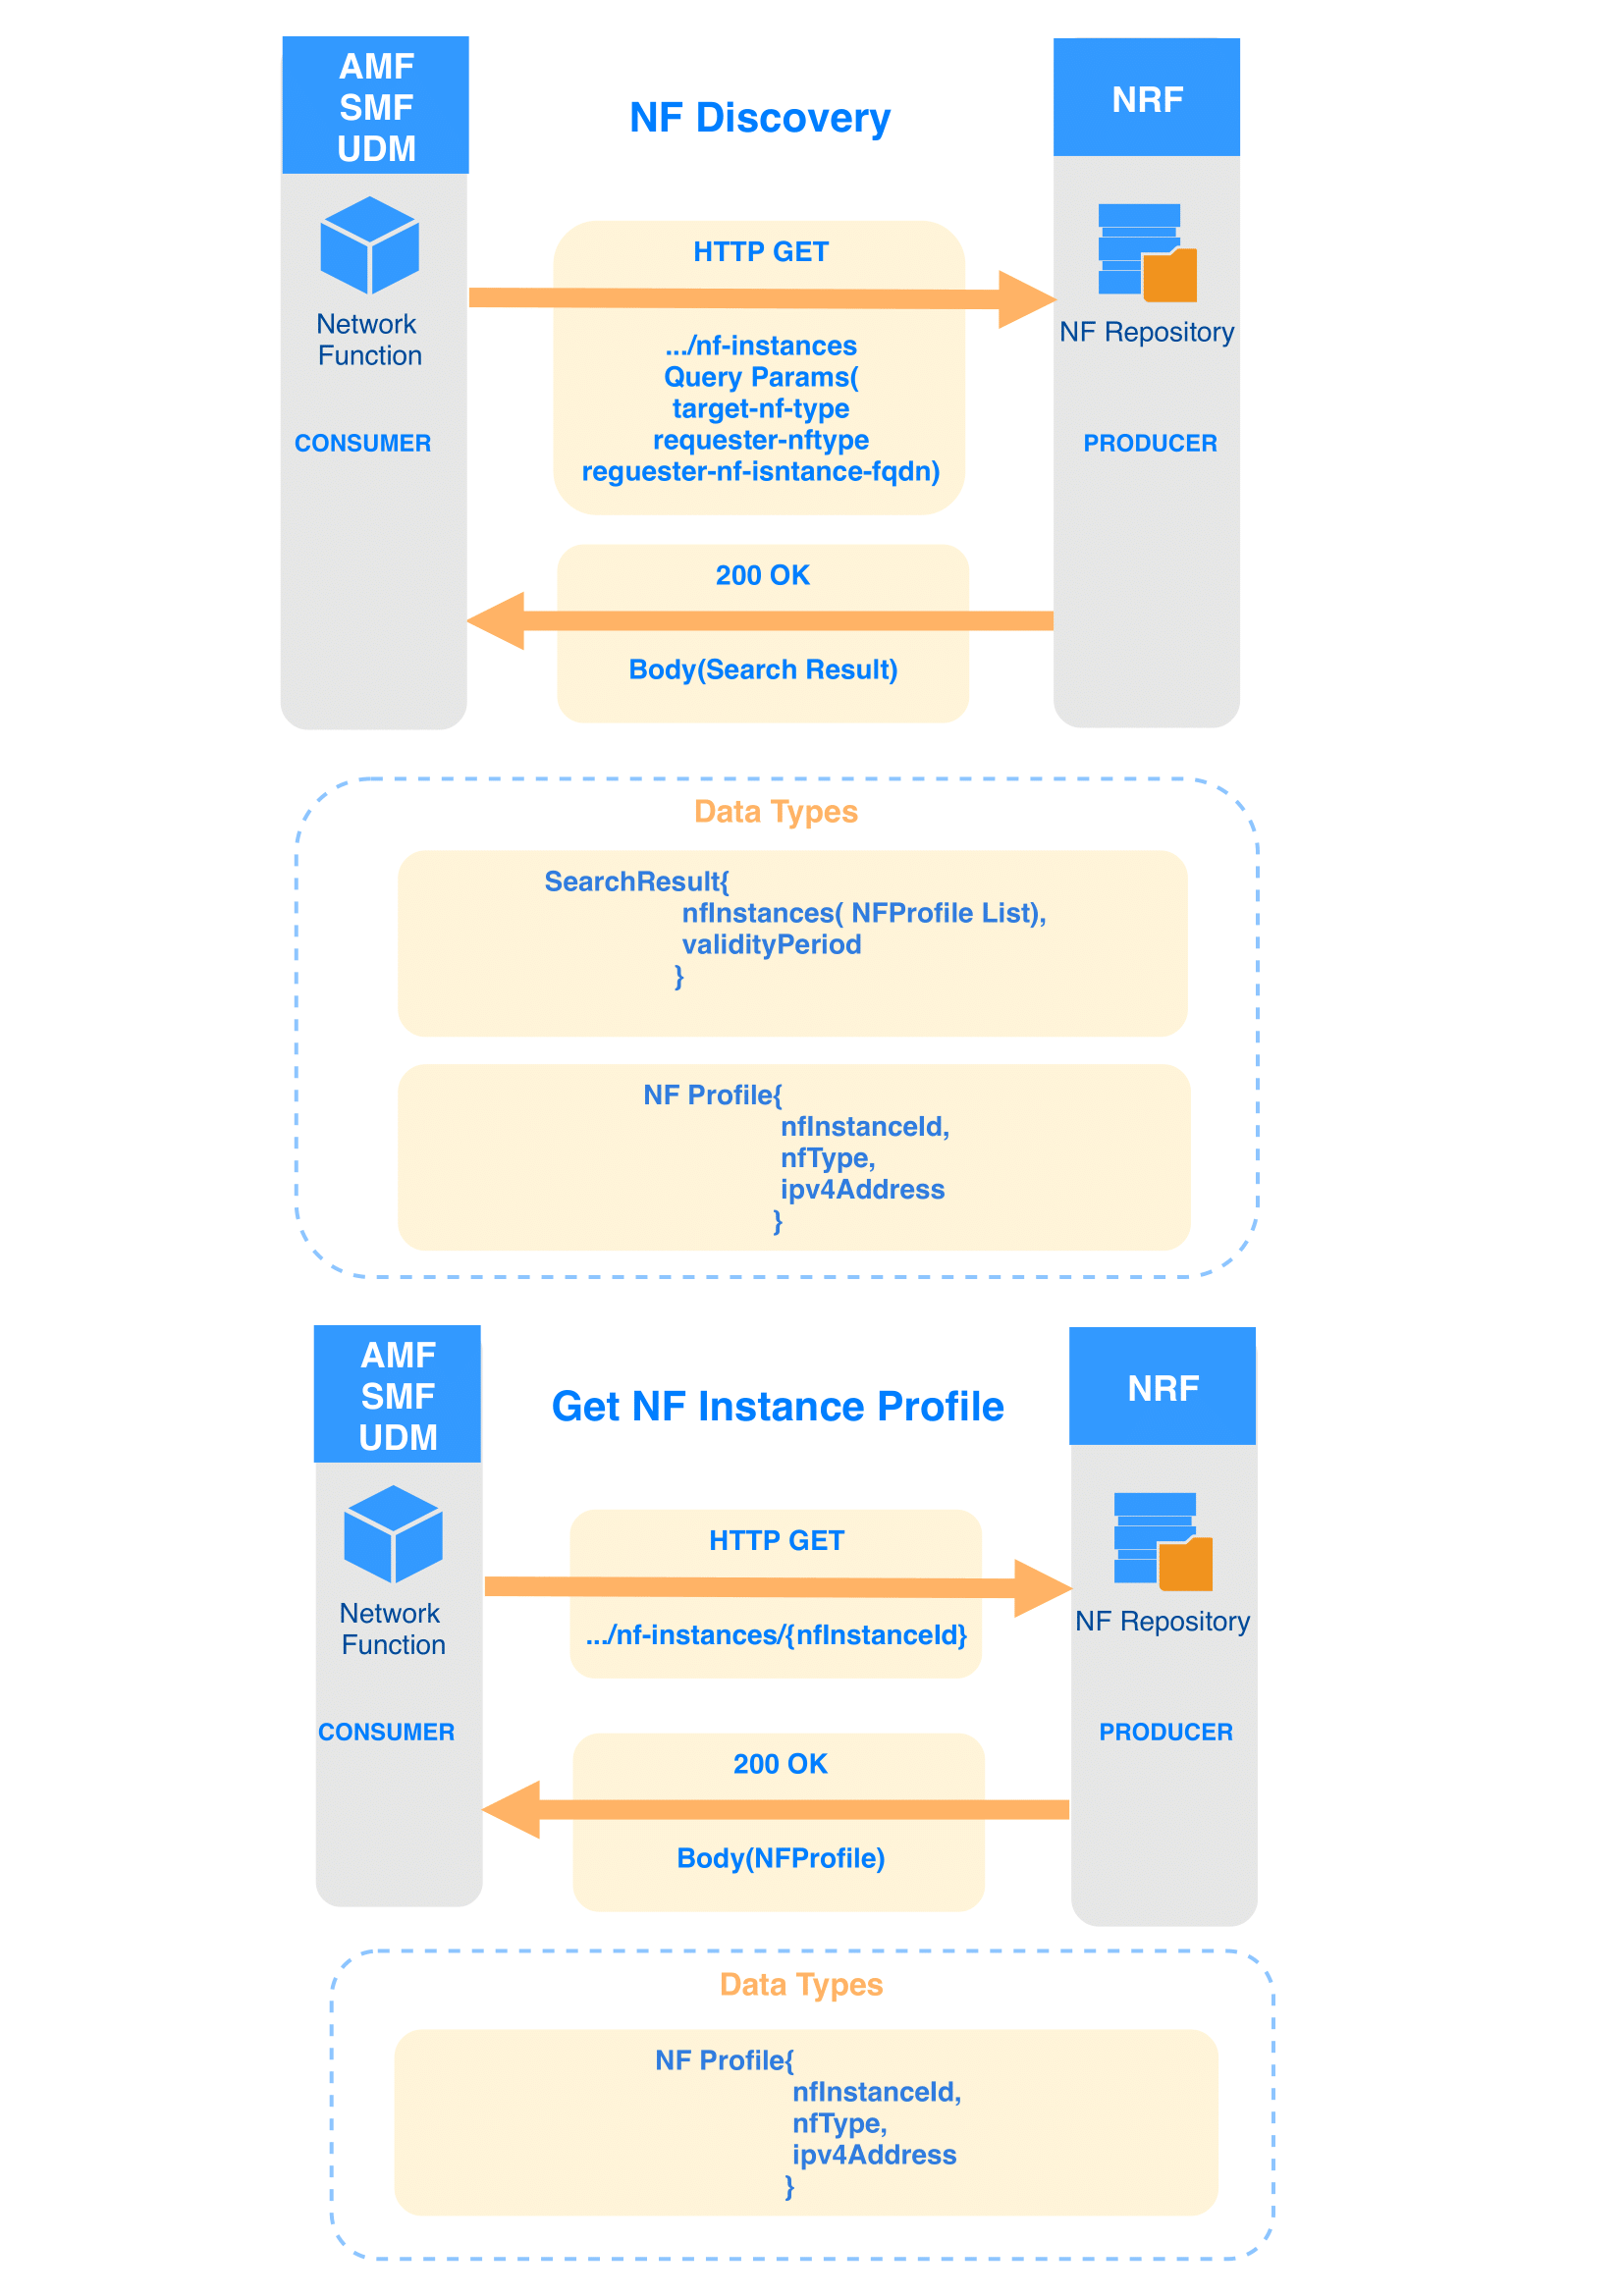 AMF
SMF
UDM
NF Discovery
NRF
HTTP GET
Network
Function
NF Repository
.../nf-instances
Query Params(
target-nf-type
requester-nftype
reguester-nf-isntance-fqdn)
CONSUMER
PRODUCER
200 OK
Body(Search Result)
Data Types
SearchResult{
nfInstances( NFProfile List),
validityPeriod
}
NF Profile{
nfInstanceId,
nfType,
ipv4Address
}
AMF
SMF
UDM
Get NF Instance Profile
NRF
HTTP GET
Network
Function
NF Repository
.../nf-instances/{nfInstanceId}
CONSUMER
PRODUCER
200 OK
Body(NFProfile)
Data Types
NF Profile{
nfInstanceId,
nfType,
ipv4Address
}